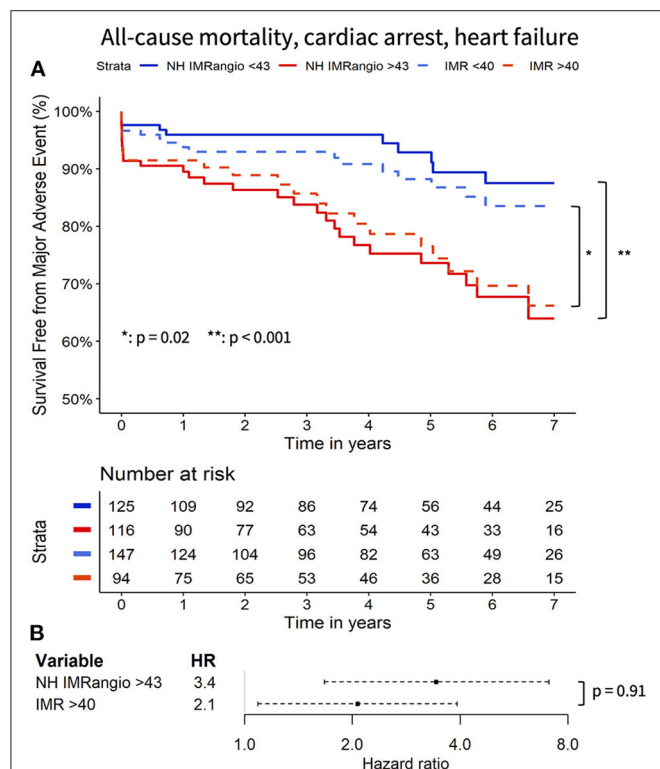 All-cause mortality, cardiac arrest, heart failure
A
Strata NH IMRangio <43 NH IMRangio >43 IMR <40 IMR >40
Survival Free from Major Adverse Event (%)
100%
90%
80%
70%
60%
50%
*
**
*: p = 0.02 **: p < 0.001
0 1 2 3 4 5 6 7
Time in years
Number at risk
Strata
125 109 92 86 74 56 44 25
116 90 77 63 54 43 33 16
147 124 104 96 82 63 49 26
94 75 65 53 46 36 28 15
0 1 2 3 4 5 6 7
Time in years
B
Variable HR
NH IMRangio >43 3.4
IMR >40 2.1
p = 0.91
1.0 2.0 4.0 8.0
Hazard ratio